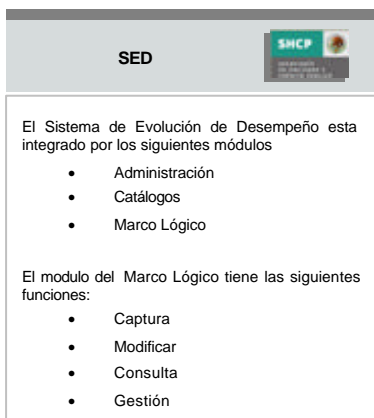 SED
SHCP
El Sistema de Evolución de Desempeño esta
integrado por los siguientes módulos
• Administración
• Catálogos
• Marco Lógico
El modulo del Marco Lógico tiene las siguientes
funciones:
• Captura
• Modificar
• Consulta
• Gestión